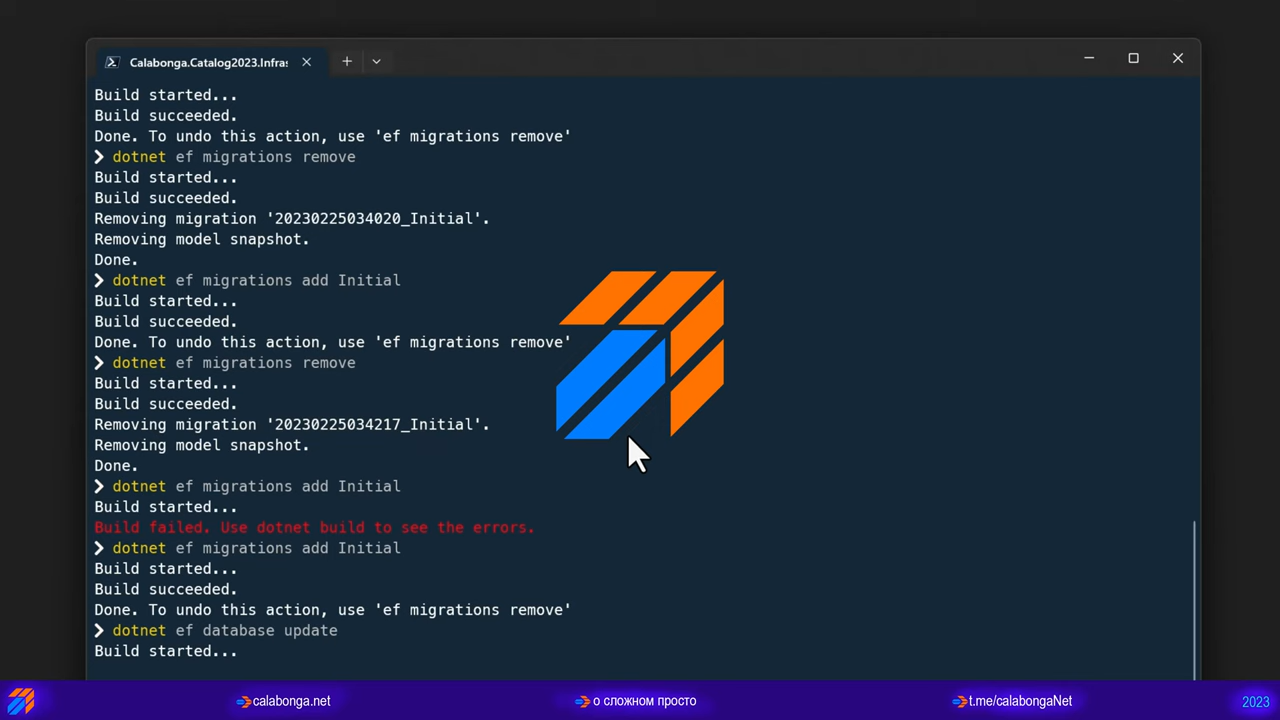 Calabonga.Catalog2023.Infras
Build started...
Build succeeded.
Done. To undo this action, use 'ef migrations remove'
❯ dotnet ef migrations remove
Build started...
Build succeeded.
Removing migration '20230225034020_Initial'.
Removing model snapshot.
Done.
❯ dotnet ef migrations add Initial
Build started...
Build succeeded.
Done. To undo this action, use 'ef migrations remove'
❯ dotnet ef migrations remove
Build started...
Build succeeded.
Removing migration '20230225034217_Initial'.
Removing model snapshot.
Done.
❯ dotnet ef migrations add Initial
Build started...
Build failed. Use dotnet build to see the errors.
❯ dotnet ef migrations add Initial
Build started...
Build succeeded.
Done. To undo this action, use 'ef migrations remove'
❯ dotnet ef database update
Build started...
calabonga.net
о сложном просто
t.me/calabongaNet
2023